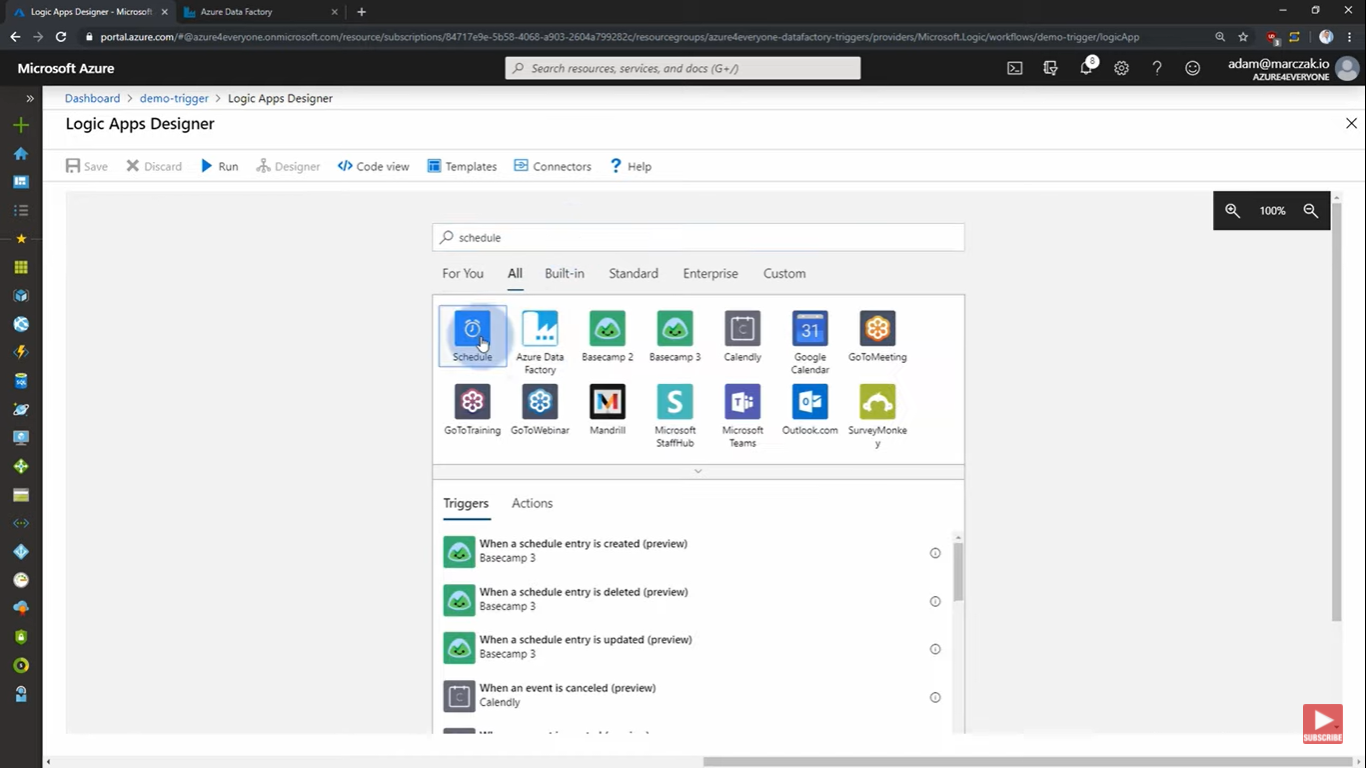 Logic Apps Designer - Microsof
Azure Data Factory
portal.azure.com/#@azure4everyone.onmicrosoft.com/resource/subscriptions/84717e9e-5b58-4068-a903-2604a799282c/resourcegroups/azure4everyone-datafactory-triggers/providers/Microsoft.Logic/workflows/demo-trigger/logicApp
Microsoft Azure
Search resources, services, and docs (G+/)
8
adam@marczak.io
AZURE4EVERYONE
Dashboard > demo-trigger > Logic Apps Designer
Logic Apps Designer
Save
Discard
Run
Designer
Code view
Templates
Connectors
Help
100%
schedule
For You
All
Built-in
Standard
Enterprise
Custom
Schedule
Azure Data
Factory
Basecamp 2
Basecamp 3
Calendly
31
Google
Calendar
GoToMeeting
GoToTraining
GoToWebinar
Mandrill
Microsoft
StaffHub
Microsoft
Teams
Outlook.com
SurveyMonke
y
Triggers
Actions
When a schedule entry is created (preview)
Basecamp 3
When a schedule entry is deleted (preview)
Basecamp 3
When a schedule entry is updated (preview)
Basecamp 3
When an event is canceled (preview)
Calendly
SUBSCRIBE